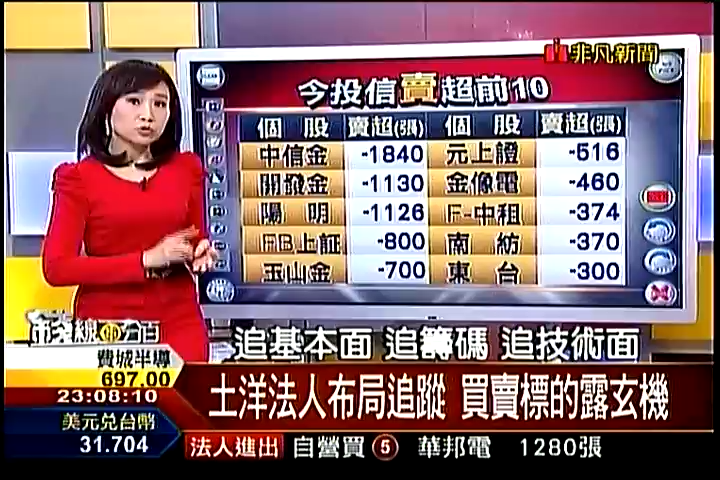 非凡新聞
今投信賣超前10
個股 賣超(張) 個股 賣超(張)
中信金 -1840 元上證 -516
開發金 -1130 金像電 -460
陽明 -1126 F-中租 -374
FB上証 -800 南紡 -370
玉山金 -700 東台 -300
追基本面 追籌碼 追技術面
費城半導
697.00
23:08:10
土洋法人布局追蹤 買賣標的露玄機
美元兌台幣
31.704
法人進出 自營買 5 華邦電 1280張